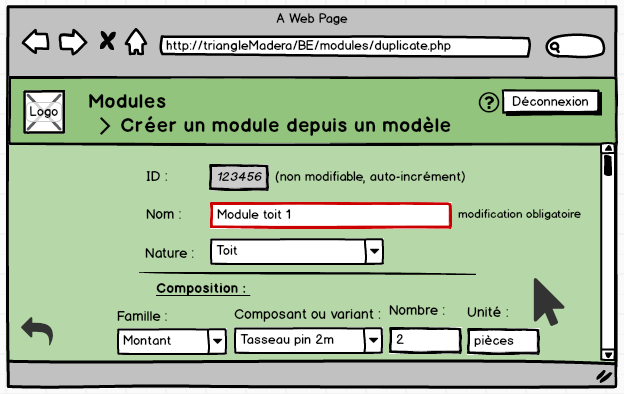 A Web Page
http://triangleMadera/BE/modules/duplicate.php
Logo
Modules
? Déconnexion
> Créer un module depuis un modèle
ID : 123456 (non modifiable, auto-incrément)
Nom : Module toit 1 modification obligatoire
Nature : Toit
Composition :
Famille : Composant ou variant : Nombre : Unité :
Montant Tasseau pin 2m 2 pièces